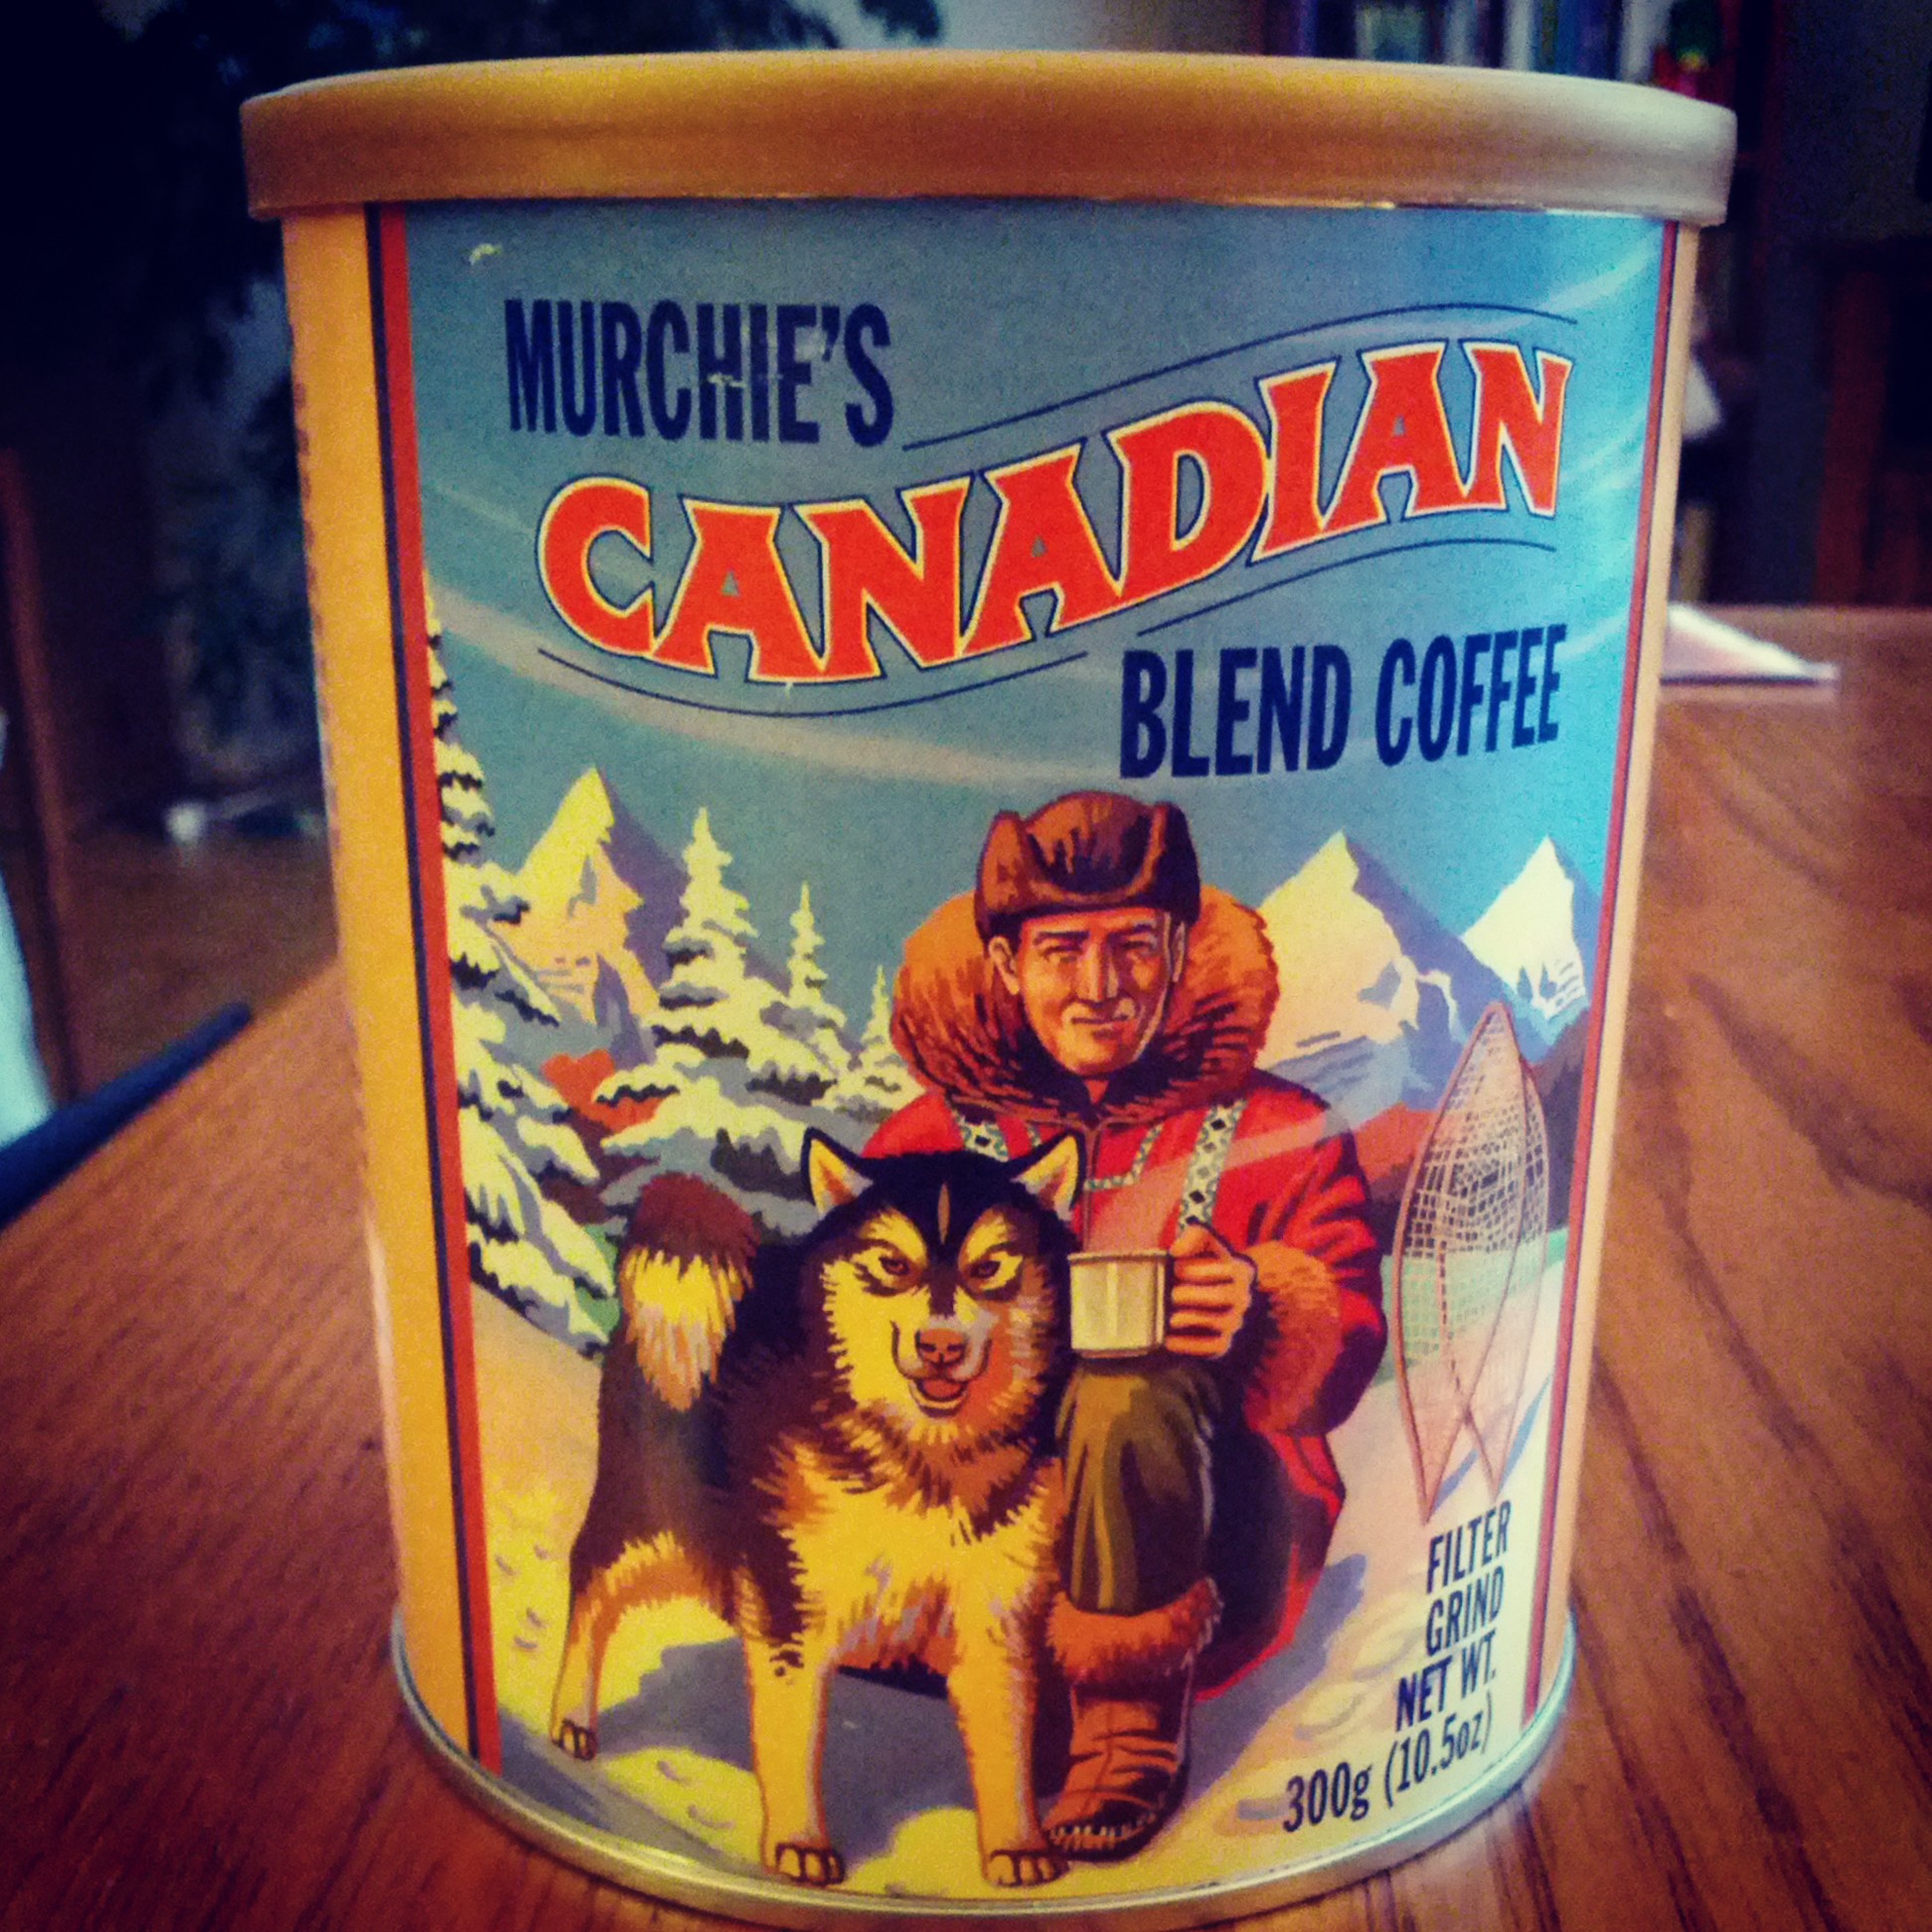 MURCHIE'S
CANADIAN
BLEND COFFEE
FILTER
GRIND
NET WT.
300g (10.5oz)